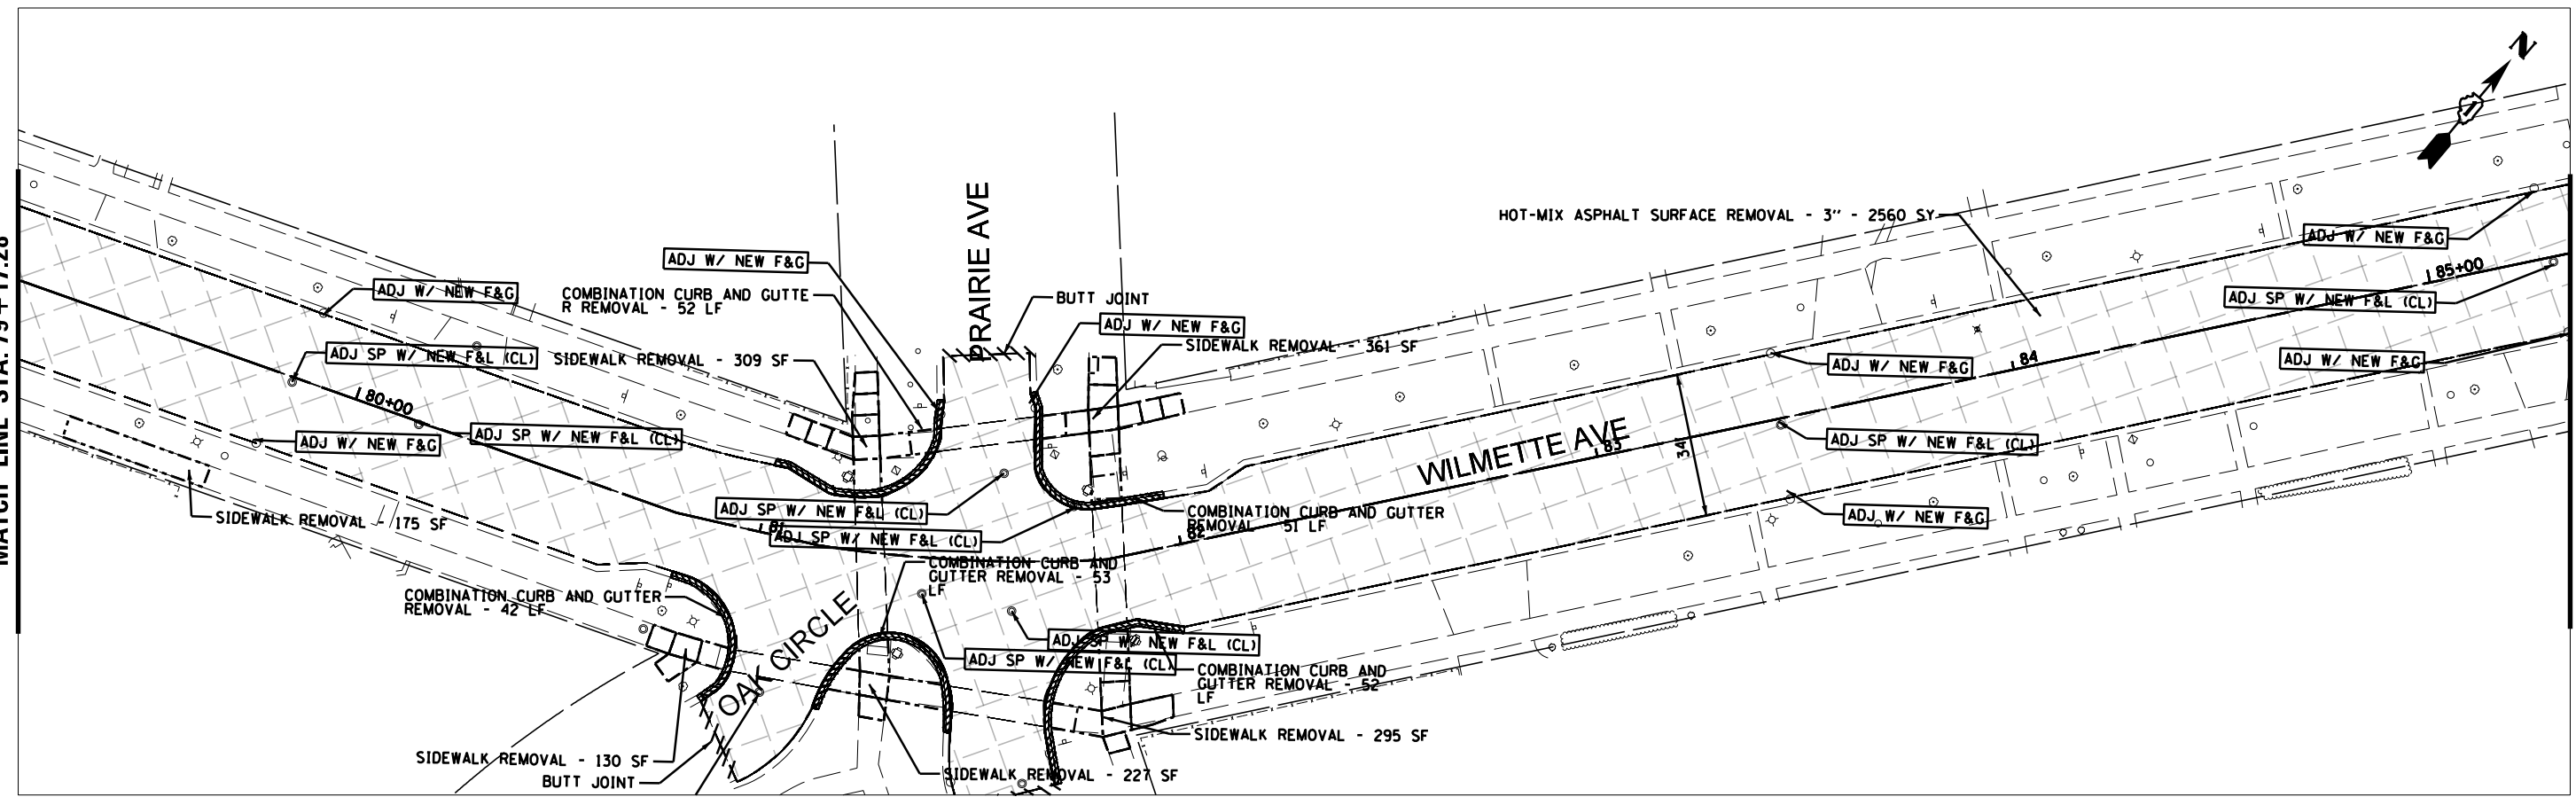 N
HOT-MIX ASPHALT SURFACE REMOVAL - 3" - 2560 SY
ADJ W/ NEW F&G
ADJ W/ NEW F&G
85+00
PRAIRIE AVE
ADJ W/ NEW F&G
COMBINATION CURB AND GUTTE
R REMOVAL - 52 LF
BUTT JOINT
ADJ SP W/ NEW F&L (CL)
ADJ W/ NEW F&G
SIDEWALK REMOVAL - 361 SF
ADJ SP W/ NEW F&L (CL)
SIDEWALK REMOVAL - 309 SF
84
ADJ W/ NEW F&G
ADJ W/ NEW F&G
80+00
ADJ W/ NEW F&G
ADJ SP W/ NEW F&L (CL)
WILMETTE AVE
83
34'
ADJ SP W/ NEW F&L (CL)
SIDEWALK REMOVAL - 175 SF
ADJ SP W/ NEW F&L (CL)
81
ADJ SP W/ NEW F&L (CL)
COMBINATION CURB AND GUTTER
REMOVAL - 51 LF
82
ADJ W/ NEW F&G
COMBINATION CURB AND
GUTTER REMOVAL - 53
LF
COMBINATION CURB AND GUTTER
REMOVAL - 42 LF
OAK CIRCLE
ADJ SP W/ NEW F&L (CL)
ADJ SP W/ NEW F&L (CL)
COMBINATION CURB AND
GUTTER REMOVAL - 52
LF
SIDEWALK REMOVAL - 295 SF
SIDEWALK REMOVAL - 130 SF
BUTT JOINT
SIDEWALK REMOVAL - 227 SF
MATCH LINE STA. 79+17.28